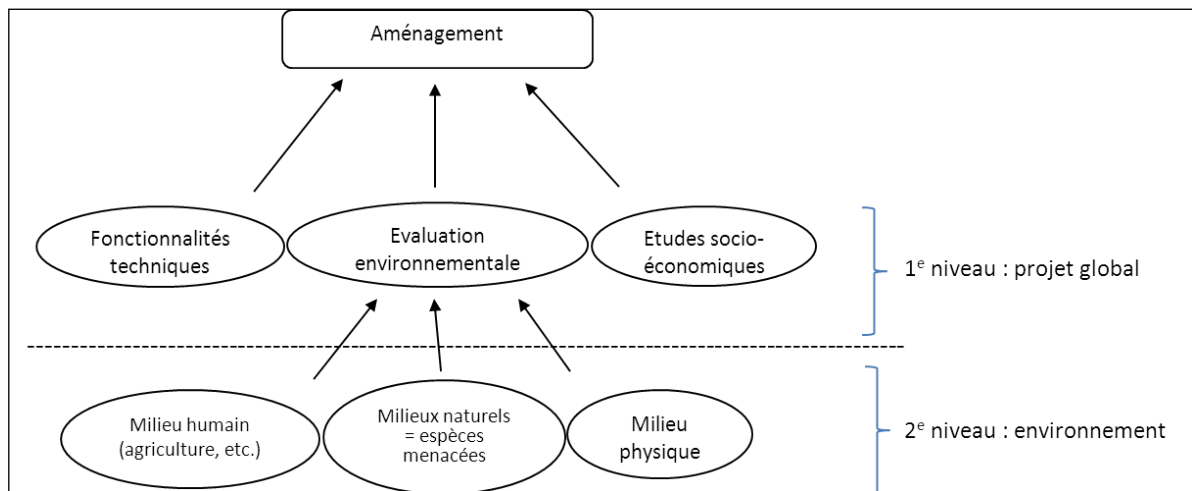 Aménagement
Fonctionnalités
techniques
Evaluation
environnementale
Etudes socio-
économiques
1e niveau : projet global
Milieu humain
(agriculture, etc.)
Milieux naturels
= espèces
menacées
Milieu
physique
2e niveau : environnement